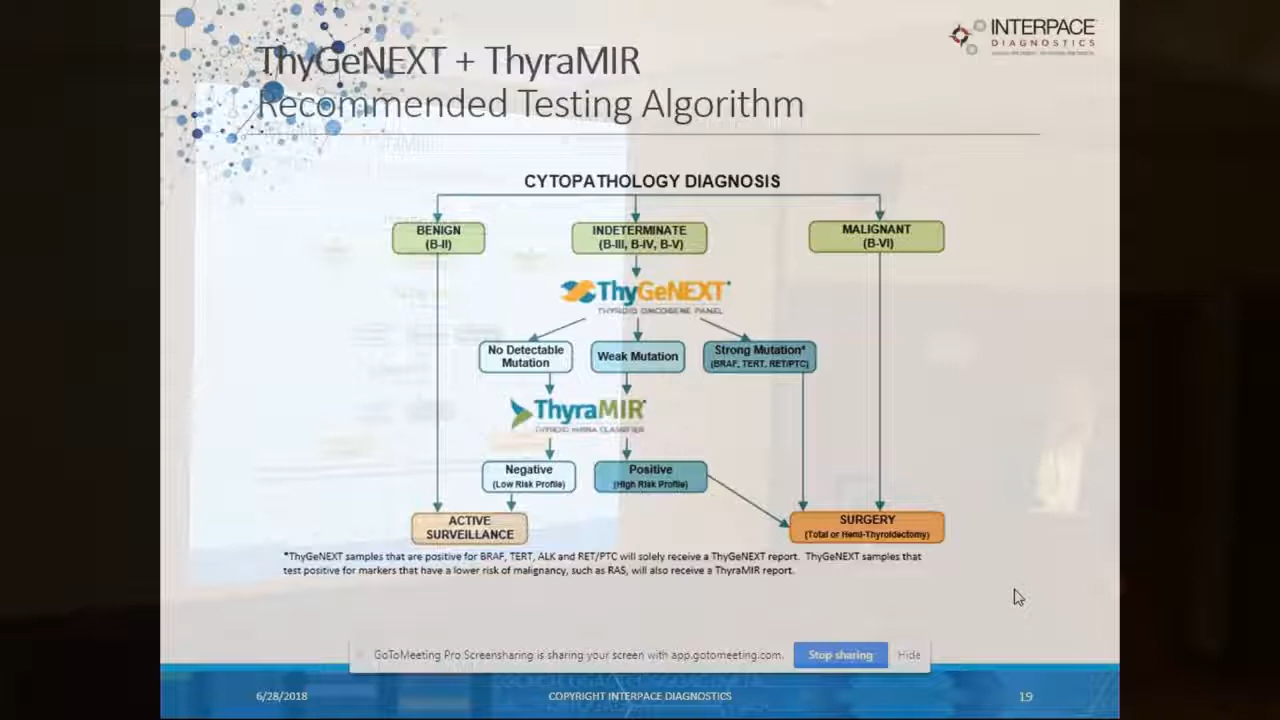 INTERPACE
DIAGNOSTICS
ThyGeNEXT + ThyraMIR
Recommended Testing Algorithm
CYTOPATHOLOGY DIAGNOSIS
BENIGN
(B-II)
INDETERMINATE
(B-III, B-IV, B-V)
MALIGNANT
(B-VI)
ThyGeNEXT
THYROID ONCOGENE PANEL
No Detectable
Mutation
Weak Mutation
Strong Mutation*
(BRAF, TERT, RET/PTC)
ThyraMIR
THYROID MIRNA CLASSIFIER
Negative
(Low Risk Profile)
Positive
(High Risk Profile)
ACTIVE
SURVEILLANCE
SURGERY
(Total or Hemi-Thyroidectomy)
*ThyGeNEXT samples that are positive for BRAF, TERT, ALK and RET/PTC will solely receive a ThyGeNEXT report. ThyGeNEXT samples that
test positive for markers that have a lower risk of malignancy, such as RAS, will also receive a ThyraMIR report.
GoToMeeting Pro Screensharing is sharing your screen with app.gotomeeting.com.
Stop sharing
Hide
6/28/2018
COPYRIGHT INTERPACE DIAGNOSTICS
19